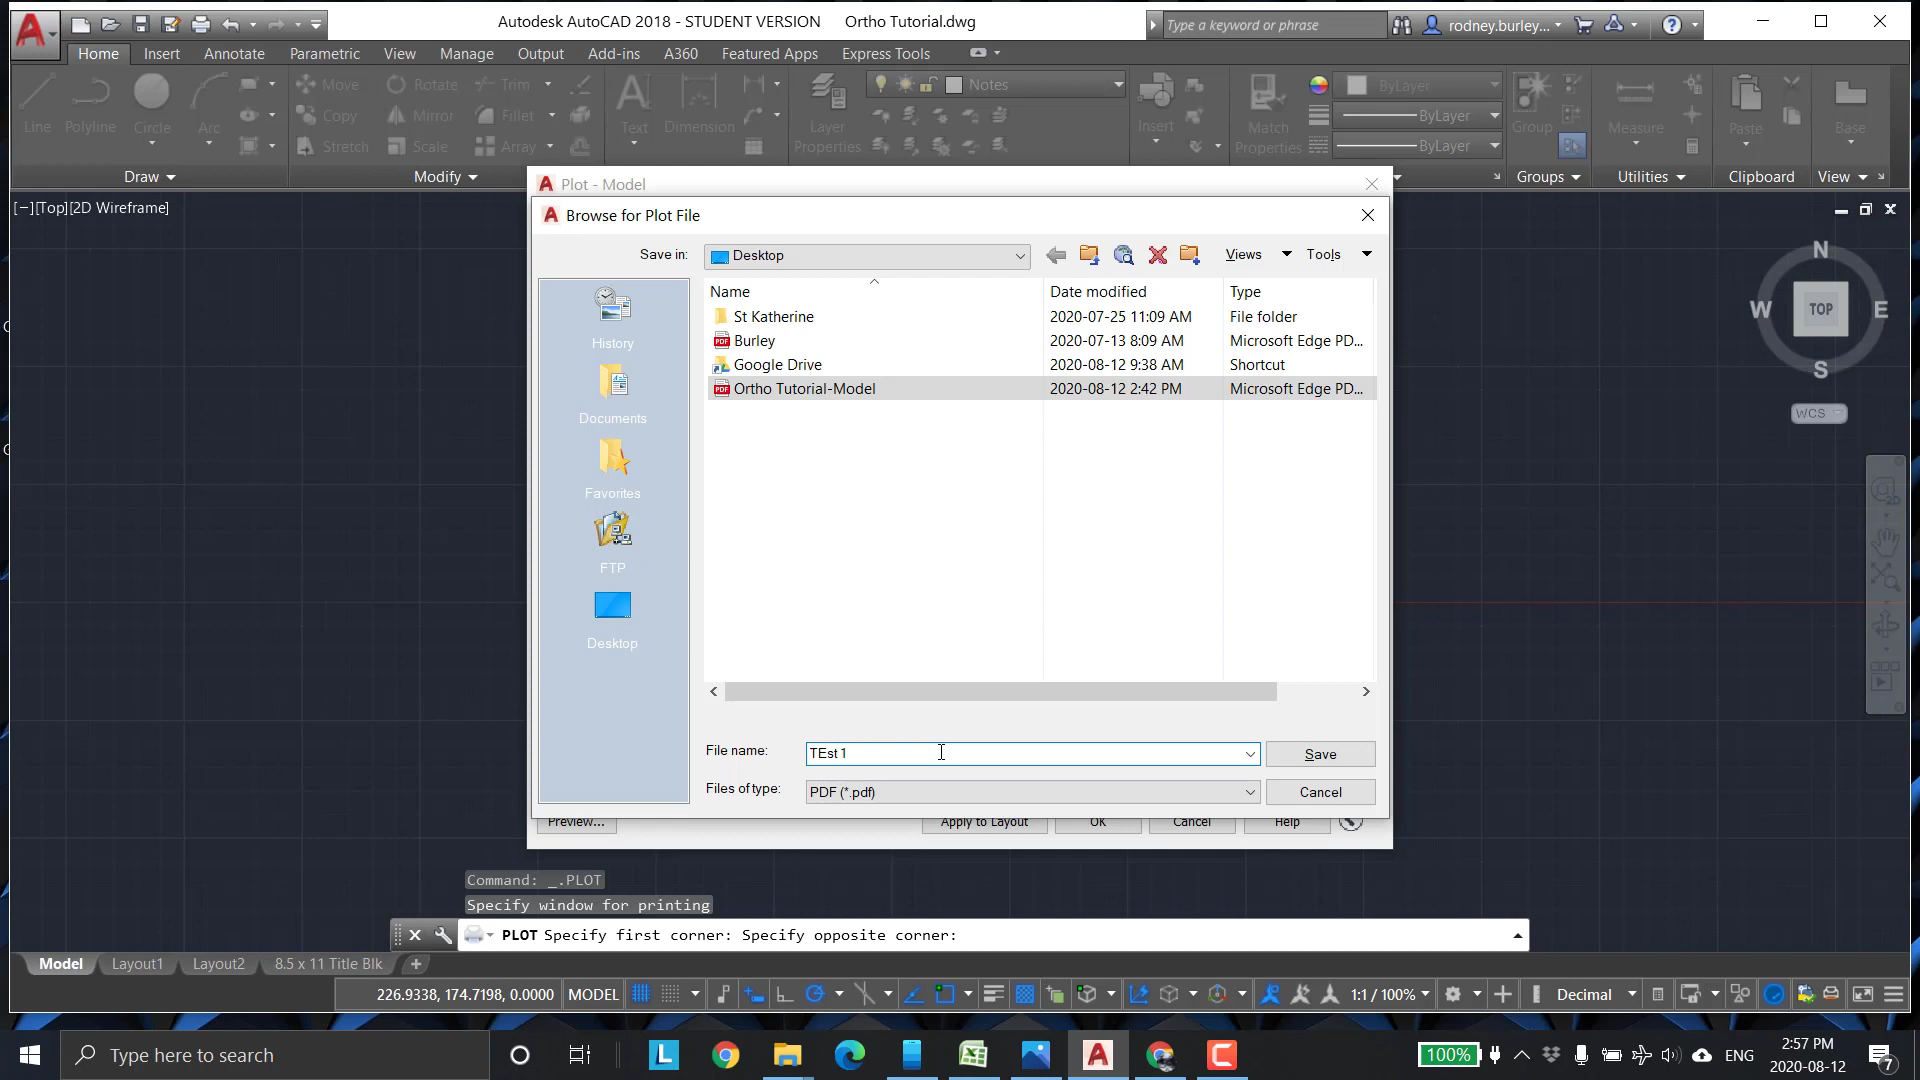 Autodesk AutoCAD 2018 - STUDENT VERSION Ortho Tutorial.dwg
Type a keyword or phrase
rodney.burley...
Home Insert Annotate Parametric View Manage Output Add-ins A360 Featured Apps Express Tools
Line Polyline Circle Arc
Move Rotate Trim
Copy Mirror Fillet
Stretch Scale Array
Text Dimension
Layer Properties
Notes
Insert
Match Properties
ByLayer
ByLayer
ByLayer
Group Measure Paste Base
Draw Modify Groups Utilities Clipboard View
[−][Top][2D Wireframe]
N
W TOP E
S
WCS
Plot - Model
Browse for Plot File
Save in: Desktop Views Tools
History
Documents
Favorites
FTP
Desktop
Name Date modified Type
St Katherine 2020-07-25 11:09 AM File folder
Burley 2020-07-13 8:09 AM Microsoft Edge PD...
Google Drive 2020-08-12 9:38 AM Shortcut
Ortho Tutorial-Model 2020-08-12 2:42 PM Microsoft Edge PD...
File name: TEst 1 Save
Files of type: PDF (*.pdf) Cancel
Preview... Apply to Layout OK Cancel Help
Command: _.PLOT
Specify window for printing
PLOT Specify first corner: Specify opposite corner:
Model Layout1 Layout2 8.5 x 11 Title Blk +
226.9338, 174.7198, 0.0000 MODEL 1:1 / 100% Decimal
Type here to search
100% ENG
2:57 PM
2020-08-12
7